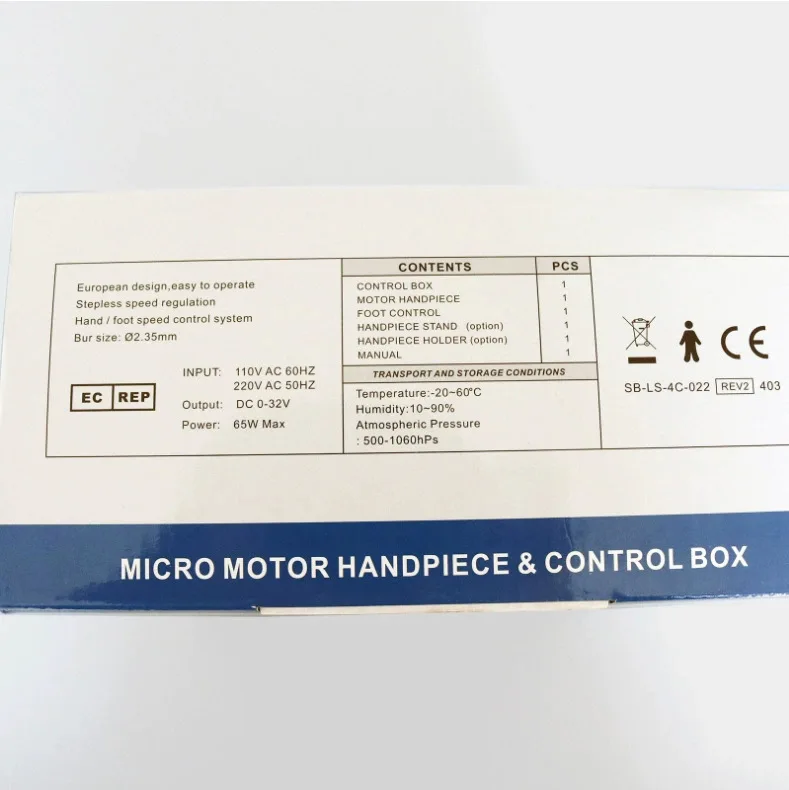 European design,easy to operate
Stepless speed regulation
Hand / foot speed control system
Bur size: Ø2.35mm
EC REP
INPUT: 110V AC 60HZ
220V AC 50HZ
Output: DC 0-32V
Power: 65W Max
CONTENTS PCS
CONTROL BOX 1
MOTOR HANDPIECE 1
FOOT CONTROL 1
HANDPIECE STAND (option) 1
HANDPIECE HOLDER (option) 1
MANUAL 1
TRANSPORT AND STORAGE CONDITIONS
Temperature:-20~60℃
Humidity:10~90%
Atmospheric Pressure
: 500-1060hPs
CE
SB-LS-4C-022 REV2 403
MICRO MOTOR HANDPIECE & CONTROL BOX